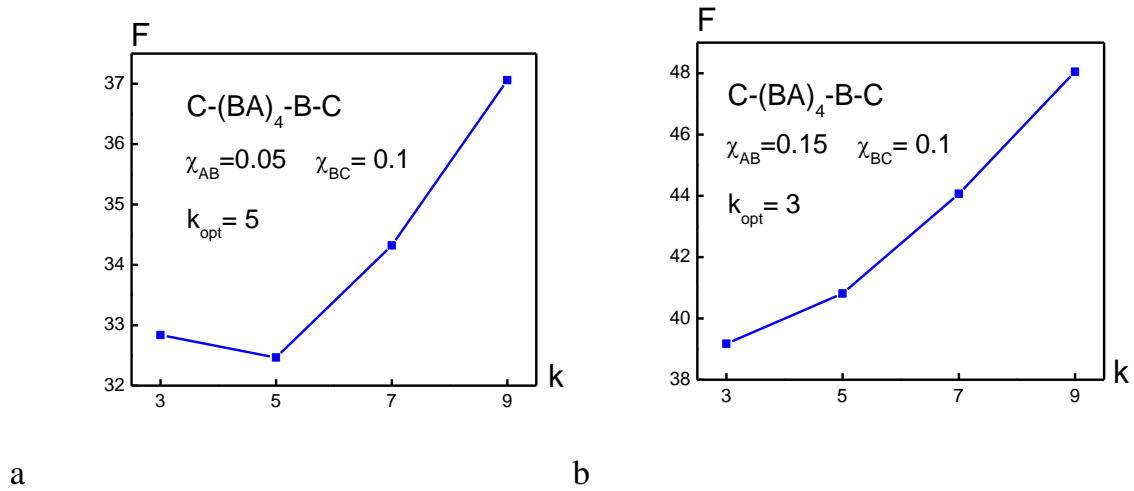 F
37
36
35
34
33
32
3
5
7
9
k
C-(BA)4-B-C
χAB=0.05 χBC= 0.1
kopt= 5
a
F
48
46
44
42
40
38
3
5
7
9
k
C-(BA)4-B-C
χAB=0.15 χBC= 0.1
kopt= 3
b